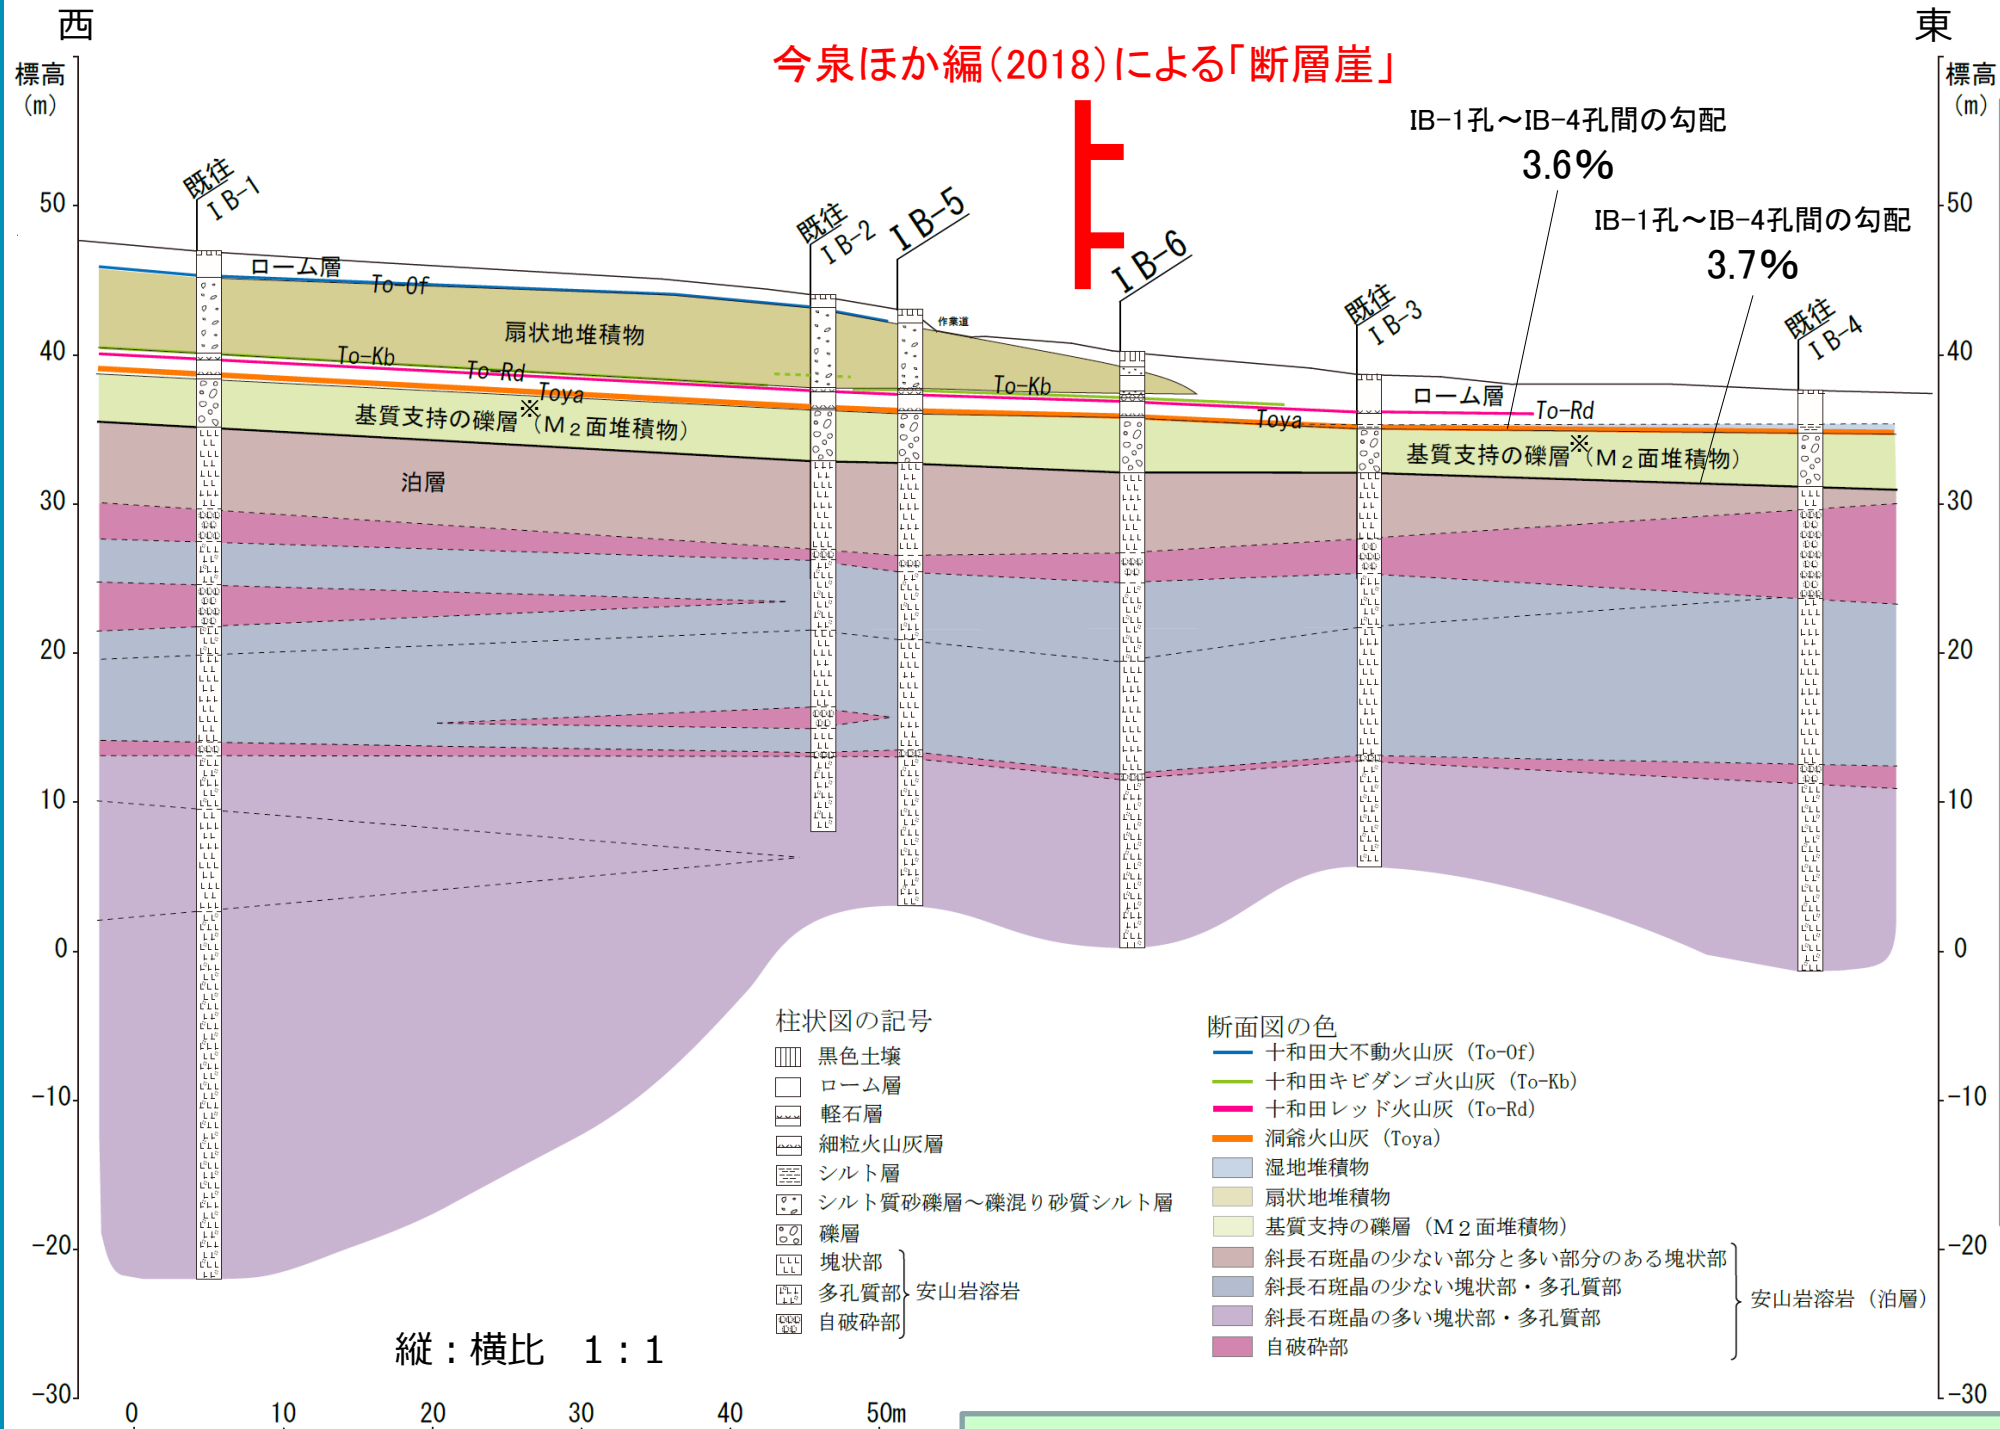 西
東
標高
(m)
標高
(m)
今泉ほか編(2018)による「断層崖」
IB-1孔～IB-4孔間の勾配
3.6%
IB-1孔～IB-4孔間の勾配
3.7%
既往
ⅠB-1
既往
ⅠB-2
ⅠB-5
ⅠB-6
既往
ⅠB-3
既往
ⅠB-4
50
40
30
20
10
0
-10
-20
-30
50
40
30
20
10
0
-10
-20
-30
ローム層
To-Of
作業道
扇状地堆積物
To-Kb
To-Rd
Toya
To-Kb
Toya
ローム層
To-Rd
基質支持の礫層※(M₂面堆積物)
基質支持の礫層※(M₂面堆積物)
泊層
柱状図の記号
黒色土壌
ローム層
軽石層
細粒火山灰層
シルト層
シルト質砂礫層～礫混り砂質シルト層
礫層
塊状部
多孔質部
自破砕部
安山岩溶岩
断面図の色
十和田大不動火山灰 (To-Of)
十和田キビダンゴ火山灰 (To-Kb)
十和田レッド火山灰 (To-Rd)
洞爺火山灰 (Toya)
湿地堆積物
扇状地堆積物
基質支持の礫層 (M２面堆積物)
斜長石斑晶の少ない部分と多い部分のある塊状部
斜長石斑晶の少ない塊状部・多孔質部
斜長石斑晶の多い塊状部・多孔質部
自破砕部
安山岩溶岩 (泊層)
縦：横比　1：1
0 10 20 30 40 50m